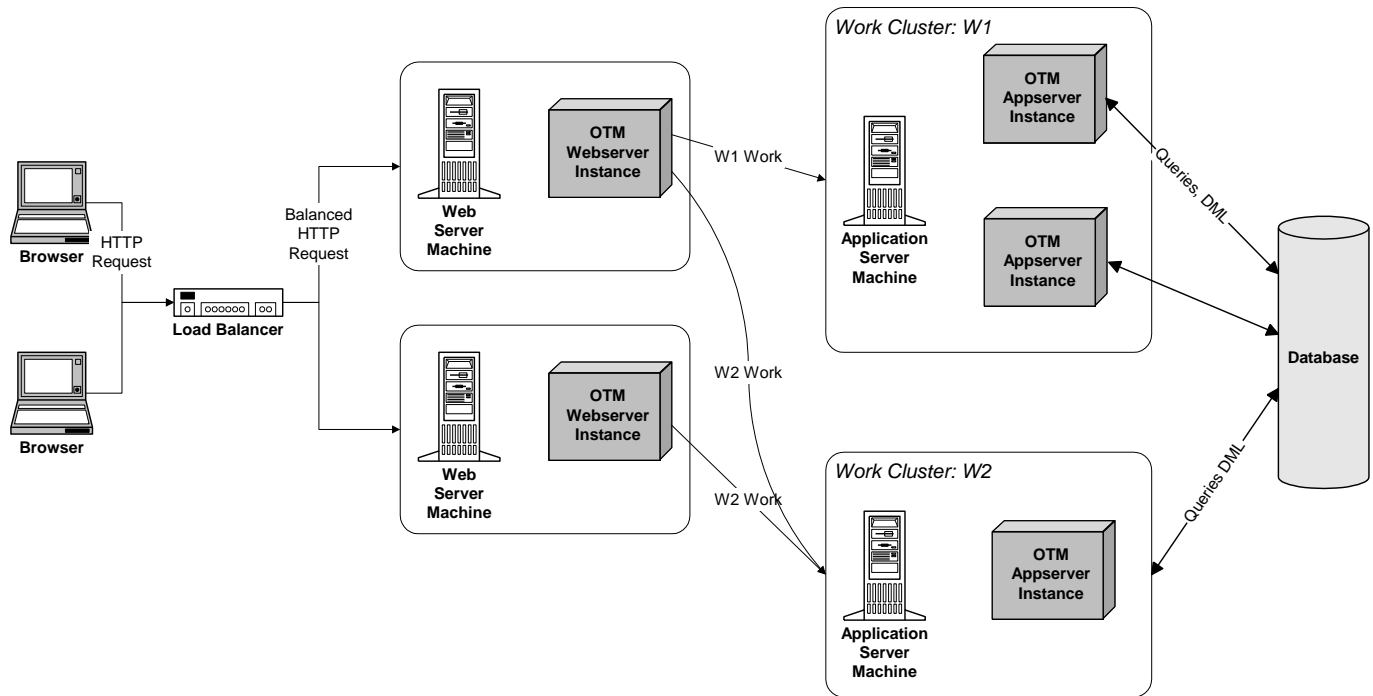 Browser
HTTP
Request
Browser
Load Balancer
Balanced
HTTP
Request
Web
Server
Machine
OTM
Webserver
Instance
Web
Server
Machine
OTM
Webserver
Instance
W1 Work
W2 Work
W2 Work
Work Cluster: W1
Application
Server
Machine
OTM
Appserver
Instance
OTM
Appserver
Instance
Work Cluster: W2
Application
Server
Machine
OTM
Appserver
Instance
Queries, DML
Queries DML
Database